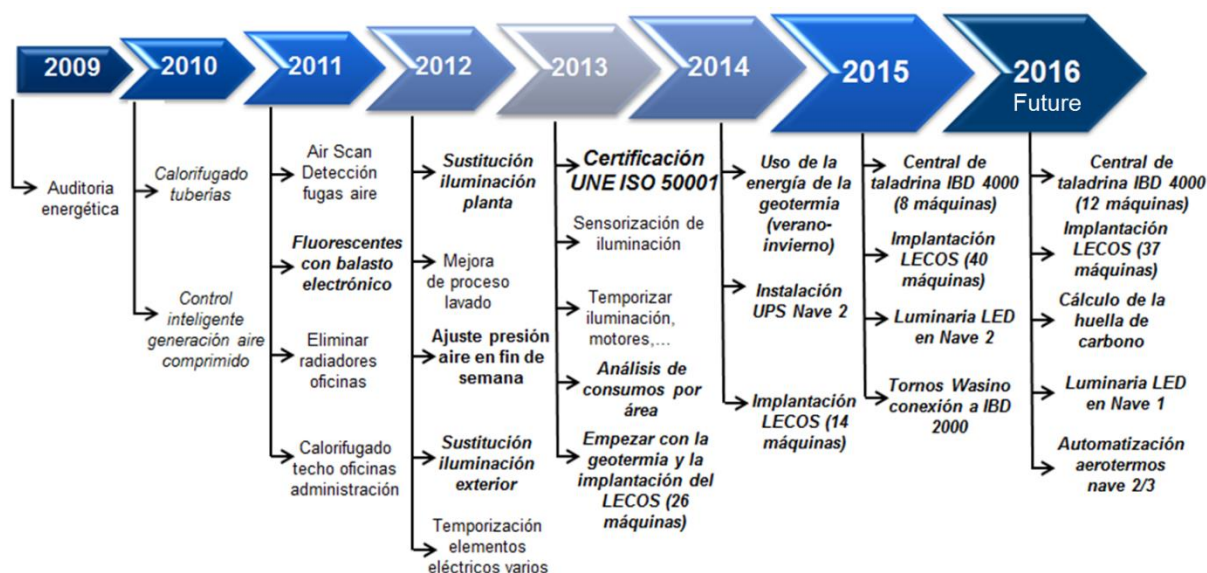 2009
2010
2011
2012
2013
2014
2015
2016
Future
Auditoria
energética
Calorifugado
tuberías
Control
inteligente
generación aire
comprimido
Air Scan
Detección
fugas aire
Fluorescentes
con balasto
electrónico
Eliminar
radiadores
oficinas
Calorifugado
techo oficinas
administración
Sustitución
iluminación
planta
Mejora
de proceso
lavado
Ajuste presión
aire en fin de
semana
Sustitución
iluminación
exterior
Temporización
elementos
eléctricos varios
Certificación
UNE ISO 50001
Sensorización de
iluminación
Temporizar
iluminación,
motores,...
Análisis de
consumos por
área
Empezar con la
geotermia y la
implantación del
LECOS (26
máquinas)
Uso de la
energía de la
geotermia
(verano-
invierno)
Instalación
UPS Nave 2
Implantación
LECOS (14
máquinas)
Central de
taladrina IBD 4000
(8 máquinas)
Implantación
LECOS (40
máquinas)
Luminaria LED
en Nave 2
Tornos Wasino
conexión a IBD
2000
Central de
taladrina IBD 4000
(12 máquinas)
Implantación
LECOS (37
máquinas)
Cálculo de la
huella de
carbono
Luminaria LED
en Nave 1
Automatización
aerotermos
nave 2/3